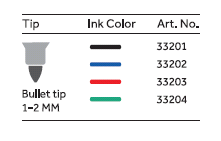 Tip Ink Color Art. No.
33201
33202
33203
Bullet tip 33204
1–2 MM